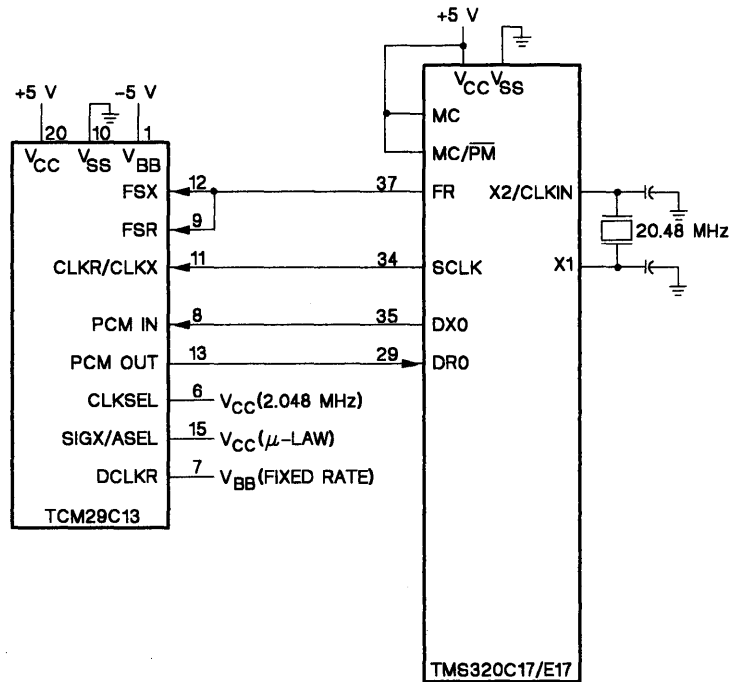 +5 V
V_CC V_SS
MC
MC/P̅M̅
+5 V -5 V
20 10 1
V_CC V_SS V_BB
FSX 12 37 FR X2/CLKIN
FSR 9
20.48 MHz
CLKR/CLKX 11 34 SCLK X1
PCM IN 8 35 DX0
PCM OUT 13 29 DR0
CLKSEL 6 V_CC (2.048 MHz)
SIGX/ASEL 15 V_CC (μ-LAW)
DCLKR 7 V_BB (FIXED RATE)
TCM29C13
TMS320C17/E17